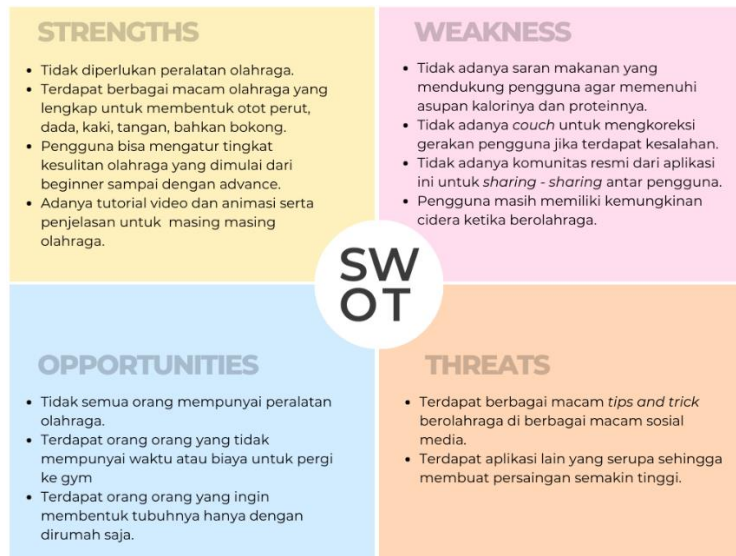 STRENGTHS
• Tidak diperlukan peralatan olahraga.
• Terdapat berbagai macam olahraga yang
lengkap untuk membentuk otot perut,
dada, kaki, tangan, bahkan bokong.
• Pengguna bisa mengatur tingkat
kesulitan olahraga yang dimulai dari
beginner sampai dengan advance.
• Adanya tutorial video dan animasi serta
penjelasan untuk masing masing
olahraga.
WEAKNESS
• Tidak adanya saran makanan yang
mendukung pengguna agar memenuhi
asupan kalorinya dan proteinnya.
• Tidak adanya couch untuk mengkoreksi
gerakan pengguna jika terdapat kesalahan.
• Tidak adanya komunitas resmi dari aplikasi
ini untuk sharing - sharing antar pengguna.
• Pengguna masih memiliki kemungkinan
cidera ketika berolahraga.
SW
OT
OPPORTUNITIES
• Tidak semua orang mempunyai peralatan
olahraga.
• Terdapat orang orang yang tidak
mempunyai waktu atau biaya untuk pergi
ke gym
• Terdapat orang orang yang ingin
membentuk tubuhnya hanya dengan
dirumah saja.
THREATS
• Terdapat berbagai macam tips and trick
berolahraga di berbagai macam sosial
media.
• Terdapat aplikasi lain yang serupa sehingga
membuat persaingan semakin tinggi.